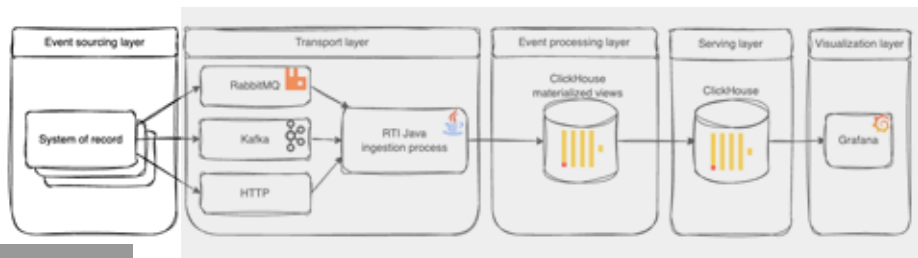 Event sourcing layer
Transport layer
Event processing layer
Serving layer
Visualization layer
System of record
RabbitMQ
Kafka
HTTP
RTI Java
ingestion process
ClickHouse
materialized views
ClickHouse
Grafana